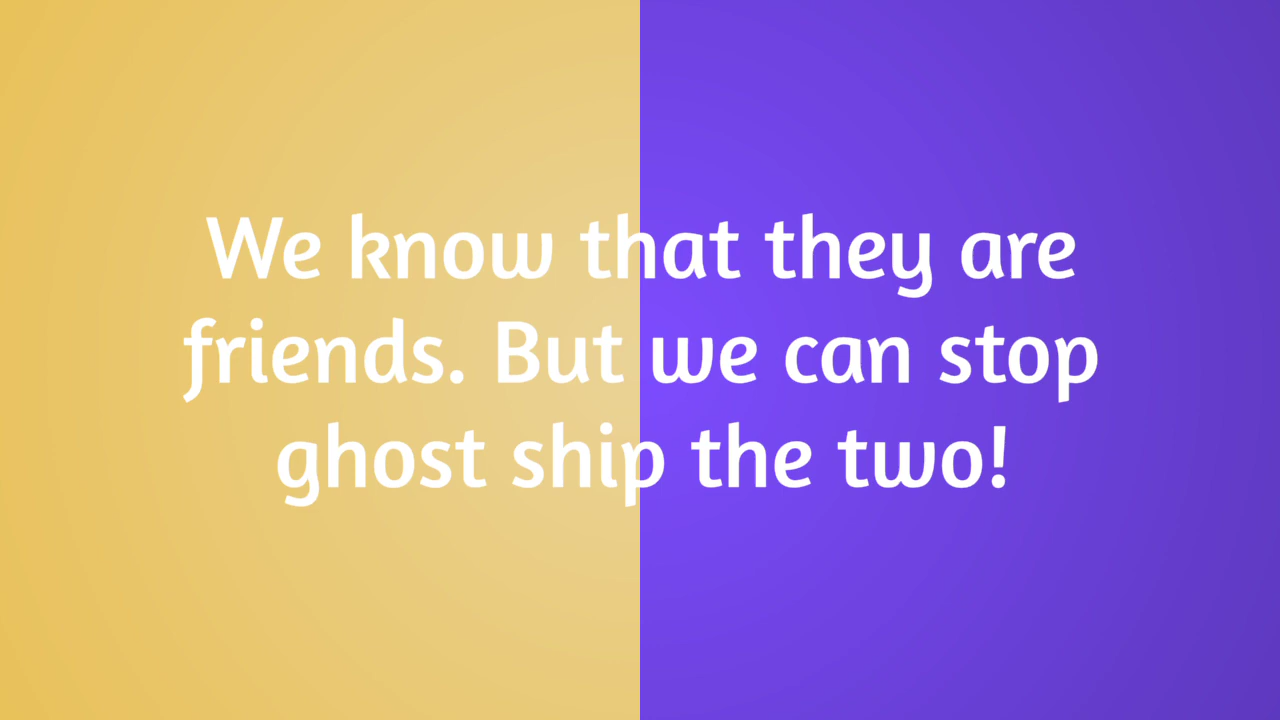 We know that they are
friends. But we can stop
ghost ship the two!